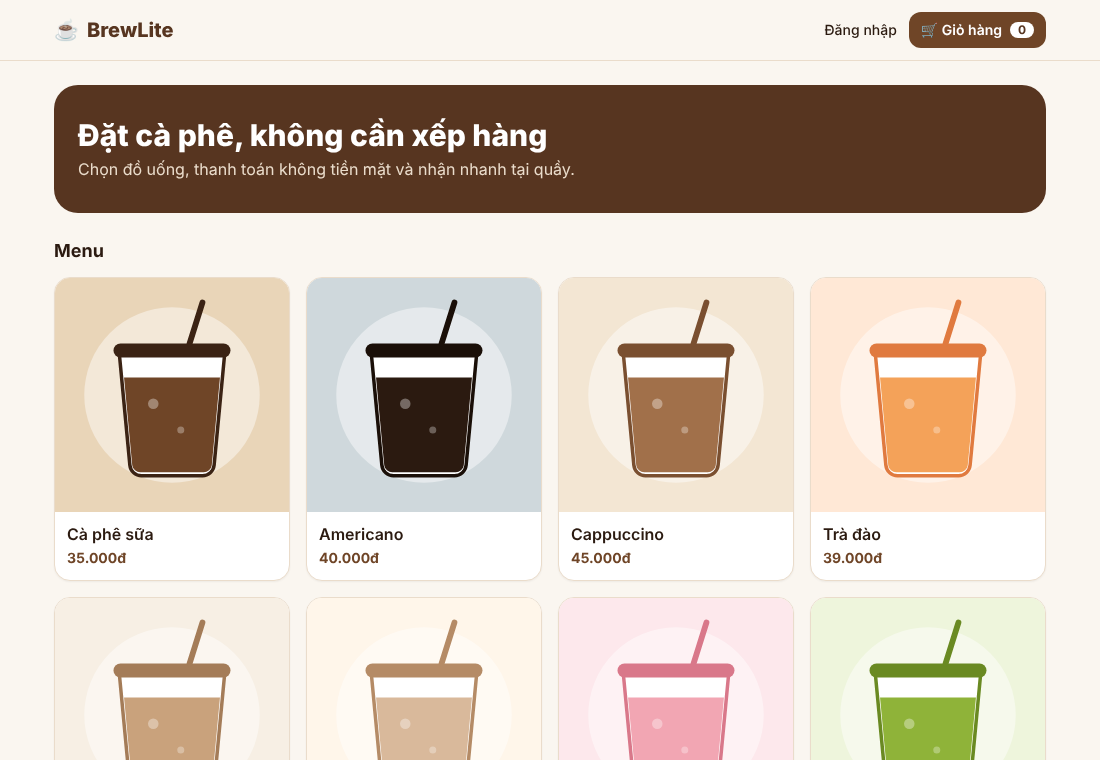 ☕ BrewLite
Đăng nhập
🛒 Giỏ hàng 0
Đặt cà phê, không cần xếp hàng
Chọn đồ uống, thanh toán không tiền mặt và nhận nhanh tại quầy.
Menu
Cà phê sữa
35.000đ
Americano
40.000đ
Cappuccino
45.000đ
Trà đào
39.000đ